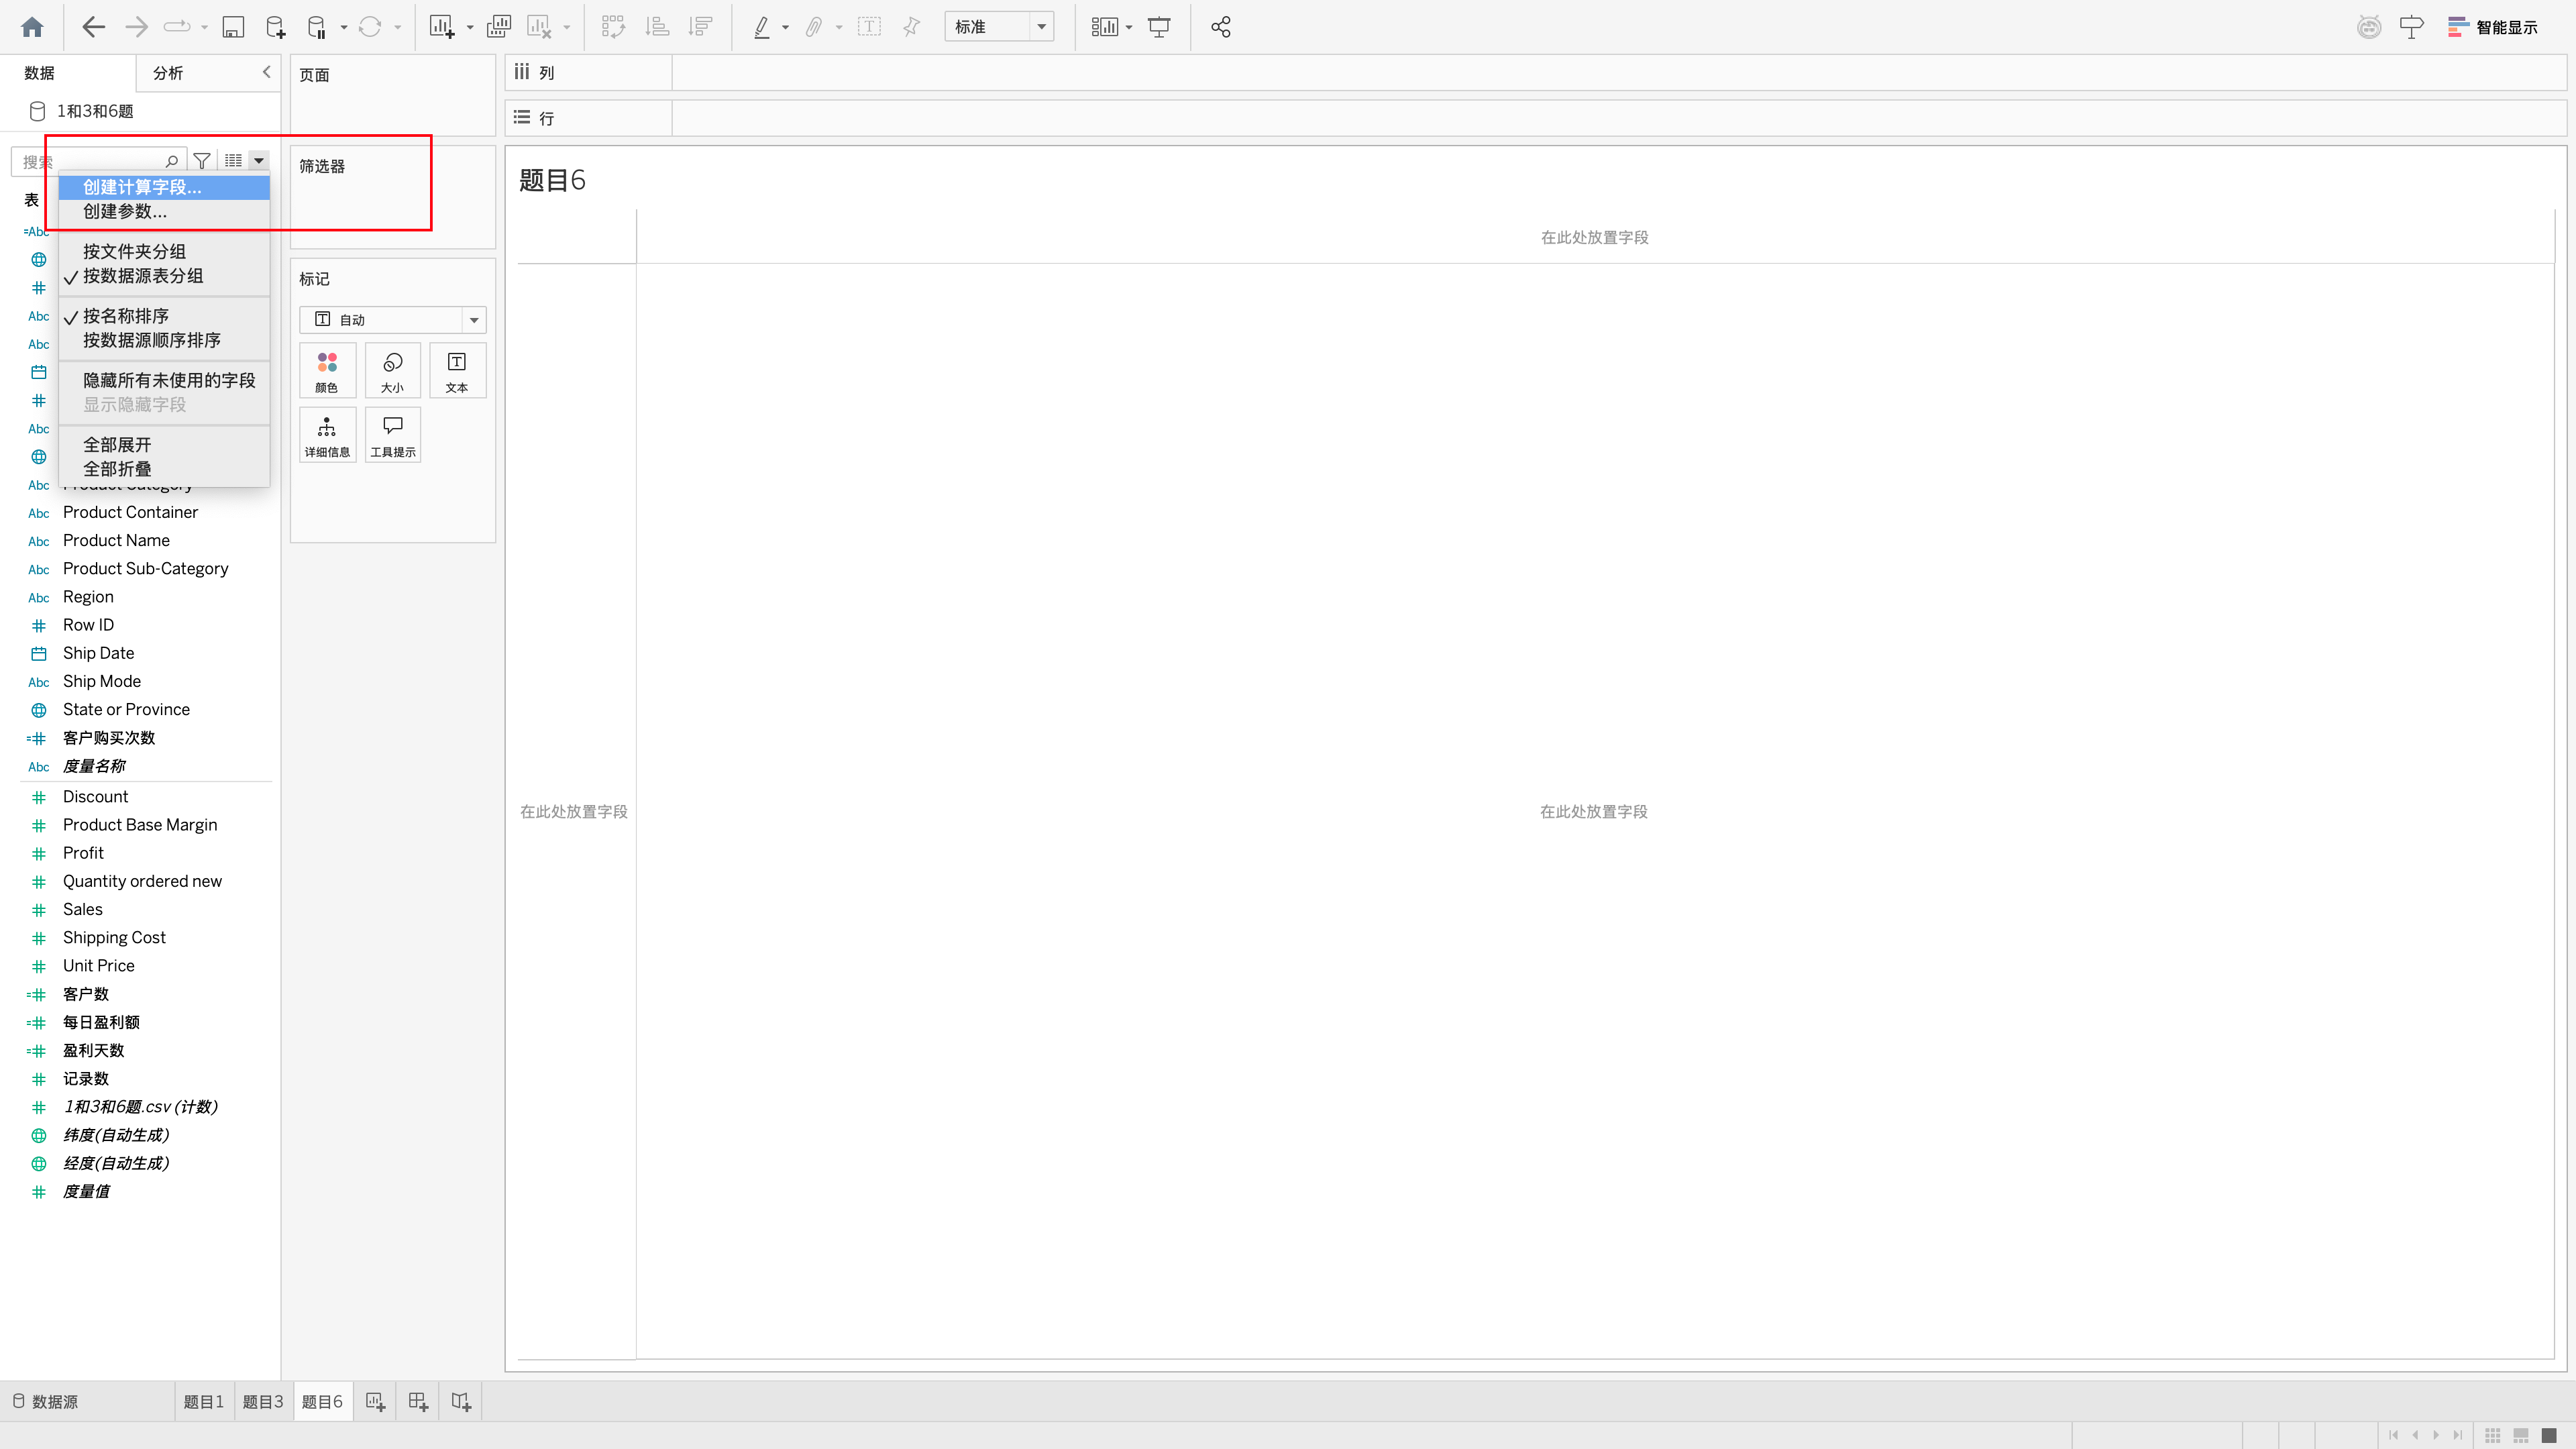 标准
智能显示
数据
分析
1和3和6题
搜索
表
创建计算字段...
创建参数...
按文件夹分组
按数据源表分组
按名称排序
按数据源顺序排序
隐藏所有未使用的字段
显示隐藏字段
全部展开
全部折叠
=Abc
Abc
Abc
Abc
Abc Product Category
Abc Product Container
Abc Product Name
Abc Product Sub-Category
Abc Region
Row ID
Ship Date
Abc Ship Mode
State or Province
客户购买次数
Abc 度量名称
Discount
Product Base Margin
Profit
Quantity ordered new
Sales
Shipping Cost
Unit Price
客户数
每日盈利额
盈利天数
记录数
1和3和6题.csv (计数)
纬度(自动生成)
经度(自动生成)
度量值
页面
筛选器
标记
自动
颜色
大小
文本
详细信息
工具提示
列
行
题目6
在此处放置字段
在此处放置字段
在此处放置字段
数据源
题目1
题目3
题目6